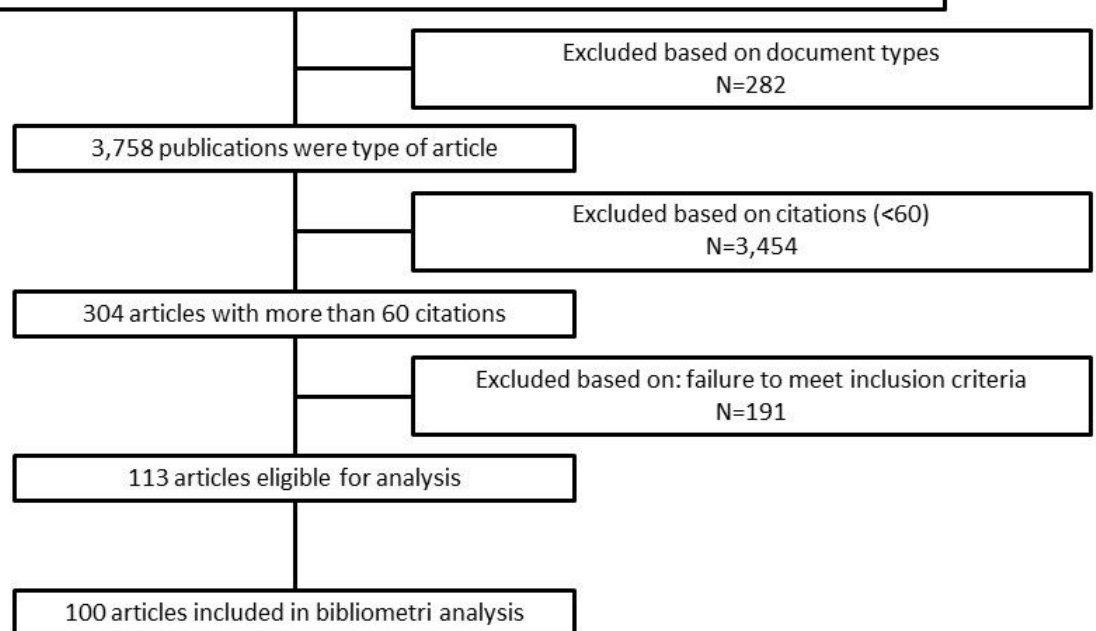 Excluded based on document types
N=282
3,758 publications were type of article
Excluded based on citations (<60)
N=3,454
304 articles with more than 60 citations
Excluded based on: failure to meet inclusion criteria
N=191
113 articles eligible for analysis
100 articles included in bibliometri analysis